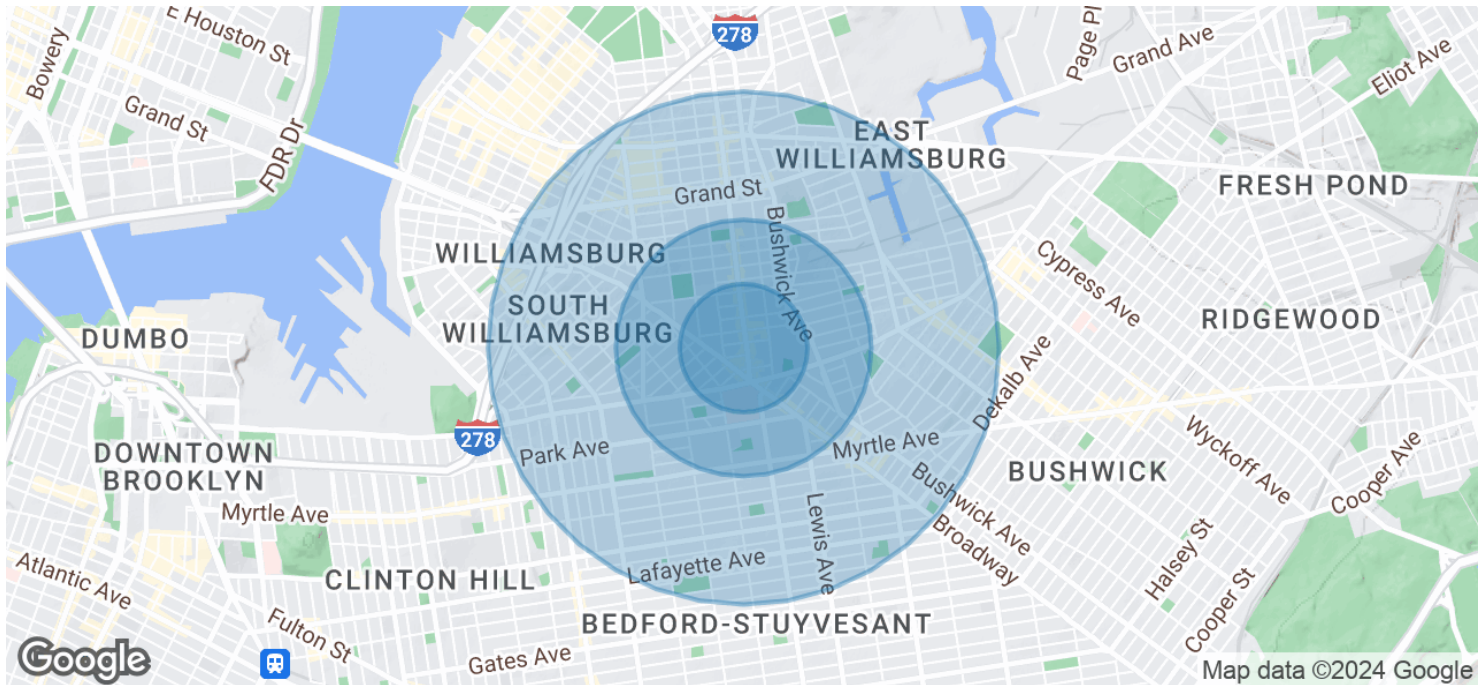 E Houston St
Bowery
Grand St
FDR Dr
278
Page Pl
Grand Ave
Eliot Ave
EAST
WILLIAMSBURG
FRESH POND
Grand St
Bushwick Ave
WILLIAMSBURG
SOUTH
WILLIAMSBURG
Cypress Ave
RIDGEWOOD
DUMBO
Dekalb Ave
278
Park Ave
Myrtle Ave
DOWNTOWN
BROOKLYN
BUSHWICK
Wyckoff Ave
Cooper Ave
Myrtle Ave
Lewis Ave
Bushwick Ave
Broadway
Halsey St
Lafayette Ave
Atlantic Ave
CLINTON HILL
Cooper St
Fulton St
BEDFORD-STUYVESANT
Gates Ave
Google
Map data ©2024 Google